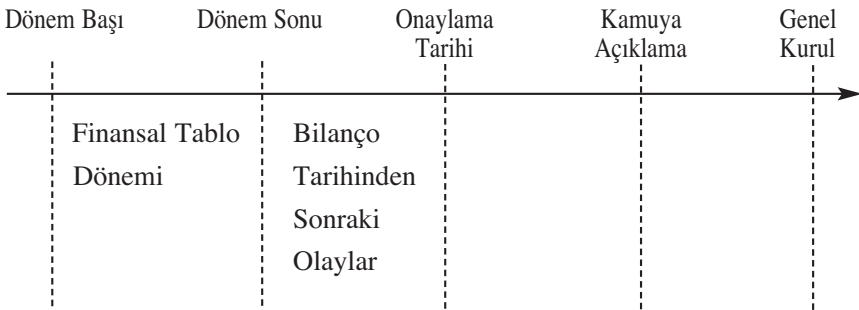 Dönem Başı
Dönem Sonu
Onaylama
Tarihi
Kamuya
Açıklama
Genel
Kurul
Finansal Tablo
Dönemi
Bilanço
Tarihinden
Sonraki
Olaylar